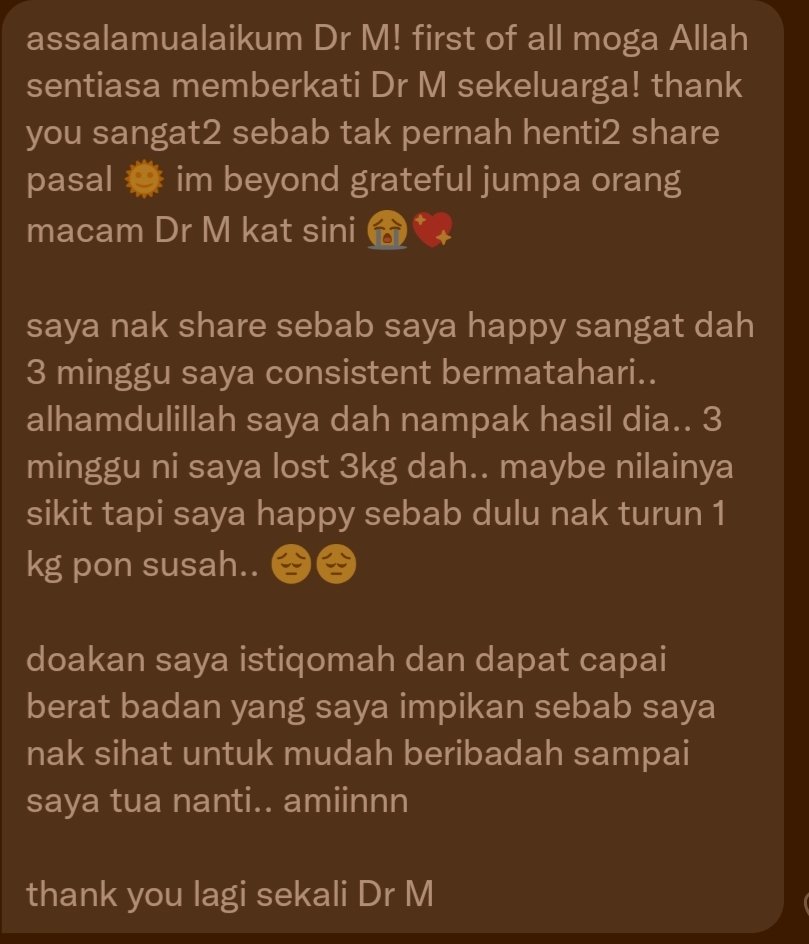 assalamualaikum Dr M! first of all moga Allah
sentiasa memberkati Dr M sekeluarga! thank
you sangat2 sebab tak pernah henti2 share
pasal 🌞 im beyond grateful jumpa orang
macam Dr M kat sini 😭💖
saya nak share sebab saya happy sangat dah
3 minggu saya consistent bermatahari..
alhamdulillah saya dah nampak hasil dia.. 3
minggu ni saya lost 3kg dah.. maybe nilainya
sikit tapi saya happy sebab dulu nak turun 1
kg pon susah.. 😔😔
doakan saya istiqomah dan dapat capai
berat badan yang saya impikan sebab saya
nak sihat untuk mudah beribadah sampai
saya tua nanti.. amiinnn
thank you lagi sekali Dr M